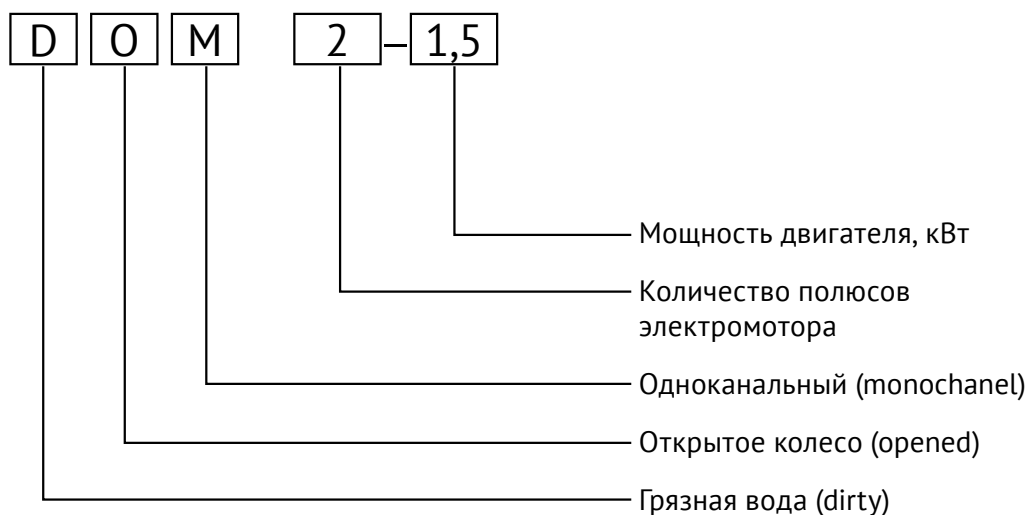 D O M 2 – 1,5
Мощность двигателя, кВт
Количество полюсов
электромотора
Одноканальный (monochanel)
Открытое колесо (opened)
Грязная вода (dirty)